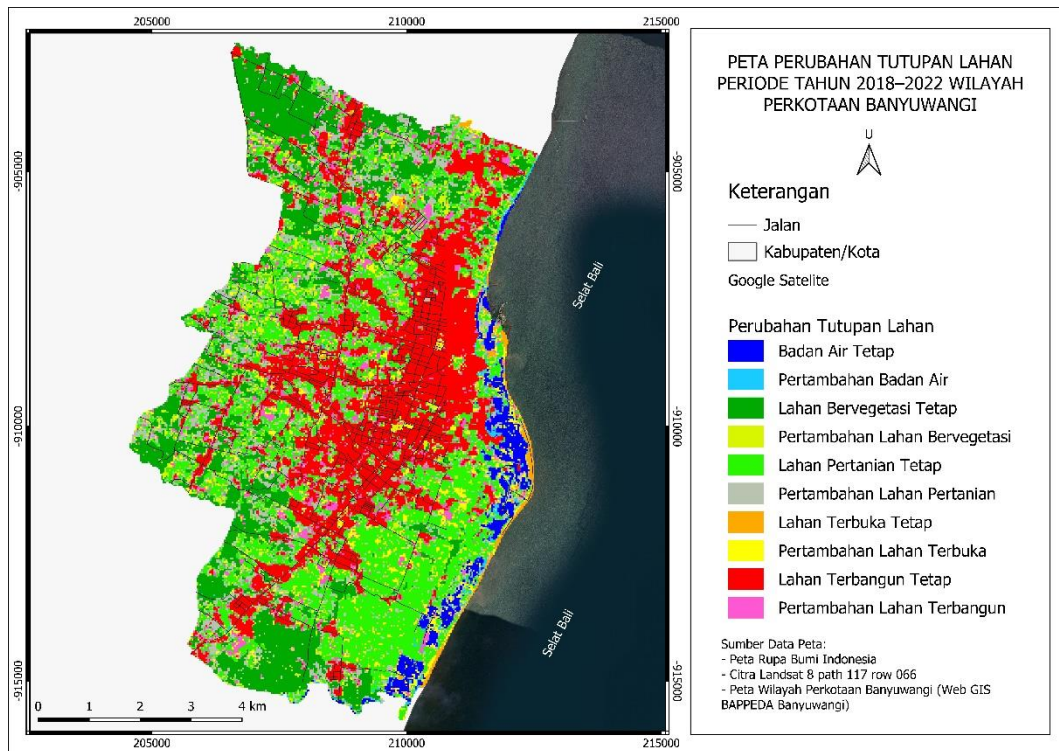 205000
210000
215000
-905000
-905000
-910000
-910000
-915000
-915000
Selat Bali
Selat Bali
0 1 2 3 4 km
205000
210000
215000
PETA PERUBAHAN TUTUPAN LAHAN
PERIODE TAHUN 2018–2022 WILAYAH
PERKOTAAN BANYUWANGI
U
Keterangan
Jalan
Kabupaten/Kota
Google Satelite
Perubahan Tutupan Lahan
Badan Air Tetap
Pertambahan Badan Air
Lahan Bervegetasi Tetap
Pertambahan Lahan Bervegetasi
Lahan Pertanian Tetap
Pertambahan Lahan Pertanian
Lahan Terbuka Tetap
Pertambahan Lahan Terbuka
Lahan Terbangun Tetap
Pertambahan Lahan Terbangun
Sumber Data Peta:
- Peta Rupa Bumi Indonesia
- Citra Landsat 8 path 117 row 066
- Peta Wilayah Perkotaan Banyuwangi (Web GIS
BAPPEDA Banyuwangi)